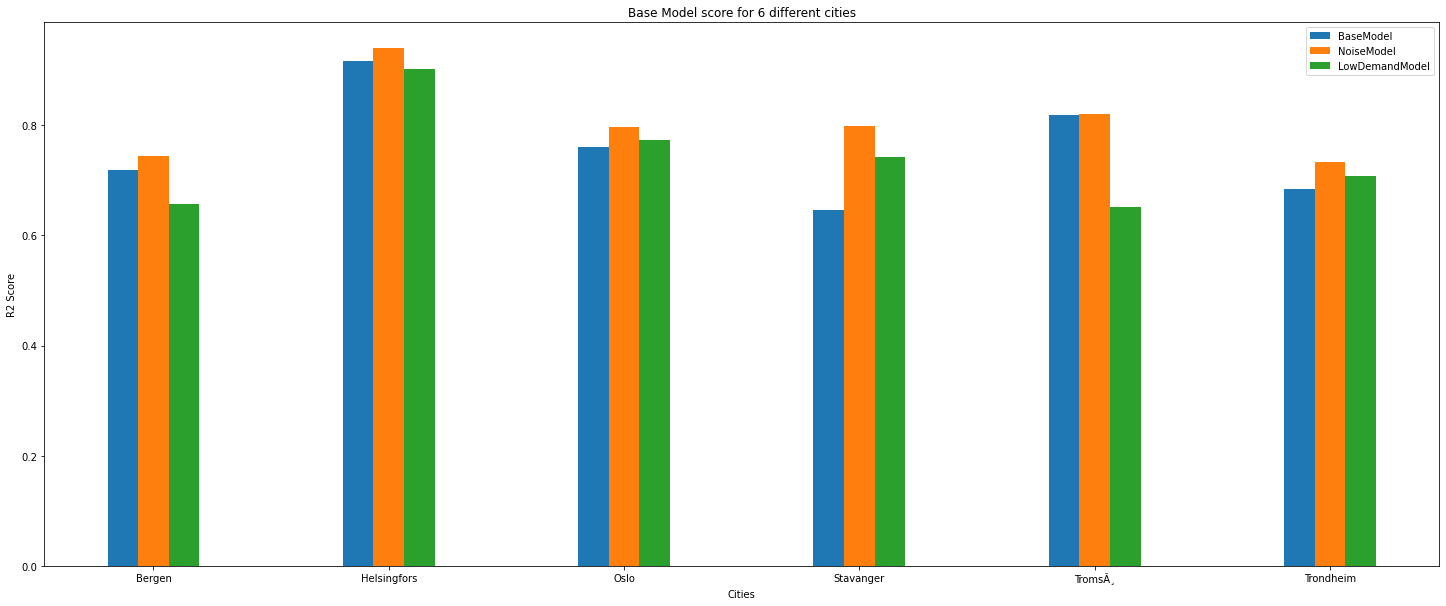 Base Model score for 6 different cities
BaseModel
NoiseModel
LowDemandModel
R2 Score
0.8
0.6
0.4
0.2
0.0
Bergen Helsingfors Oslo Stavanger TromsÃ¸ Trondheim
Cities